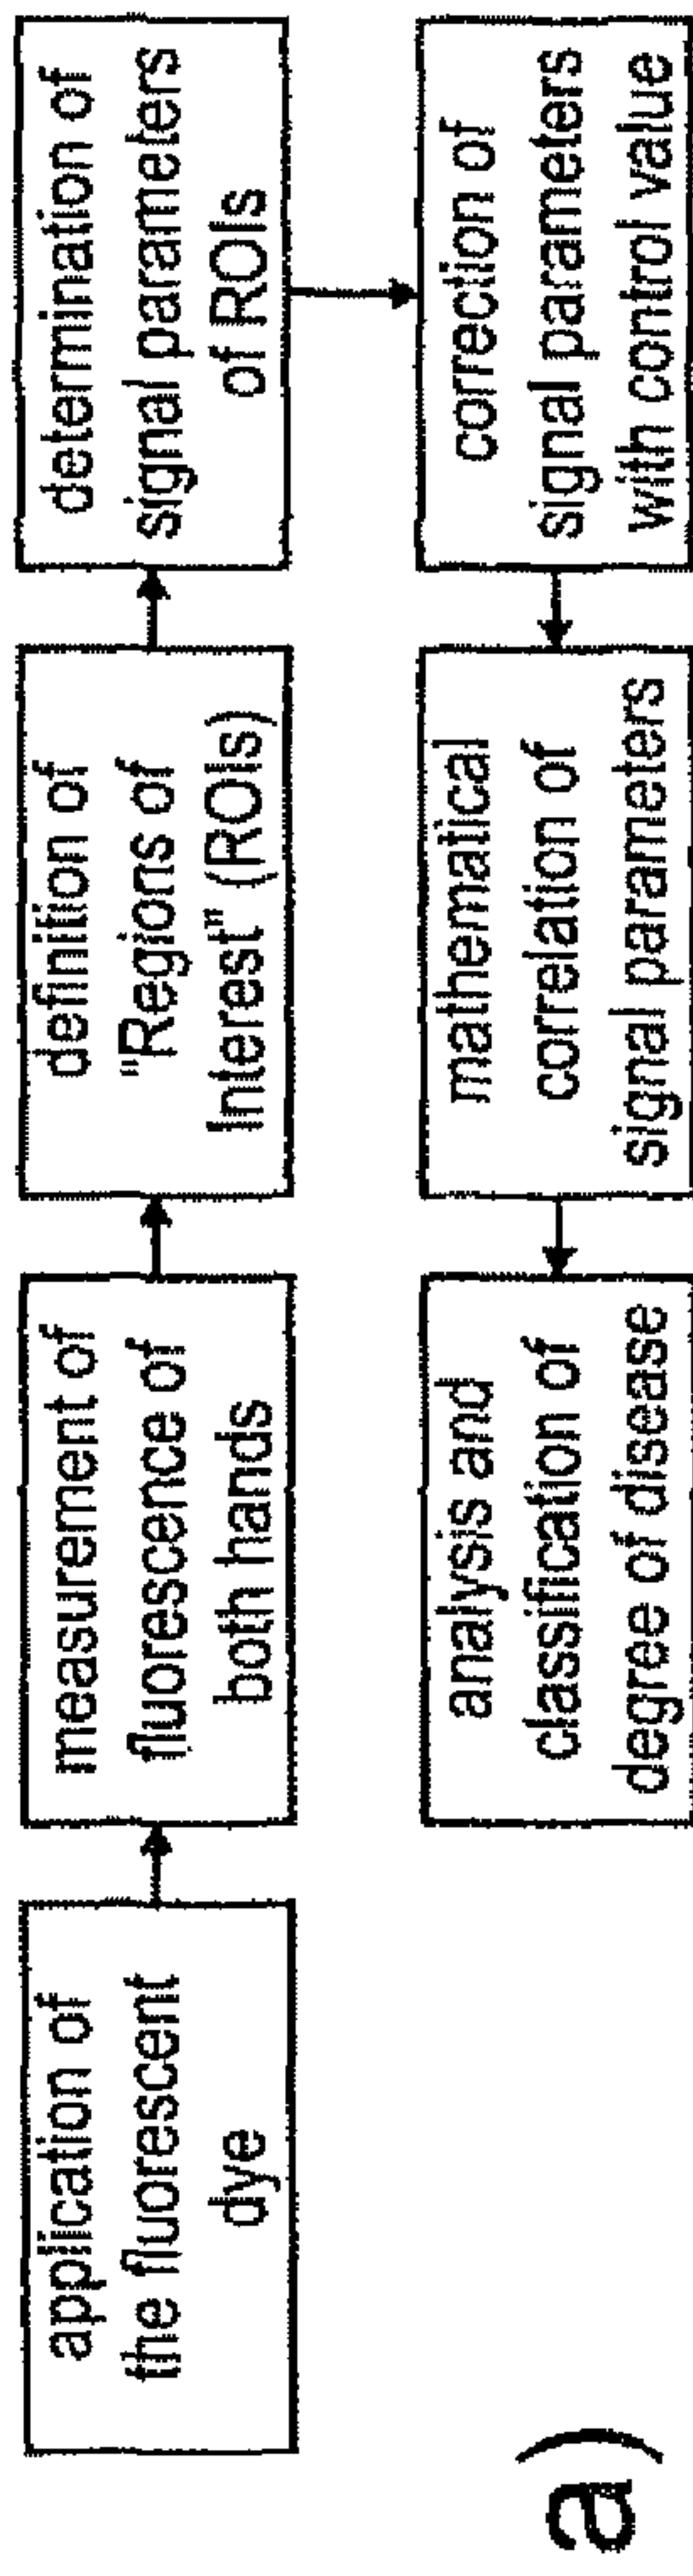 application of
the fluorescent
dye
measurement of
fluorescence of
both hands
definition of
"Regions of
Interest" (ROIs)
determination of
signal parameters
of ROIs
correction of
signal parameters
with control value
mathematical
correlation of
signal parameters
analysis and
classification of
degree of disease
a)